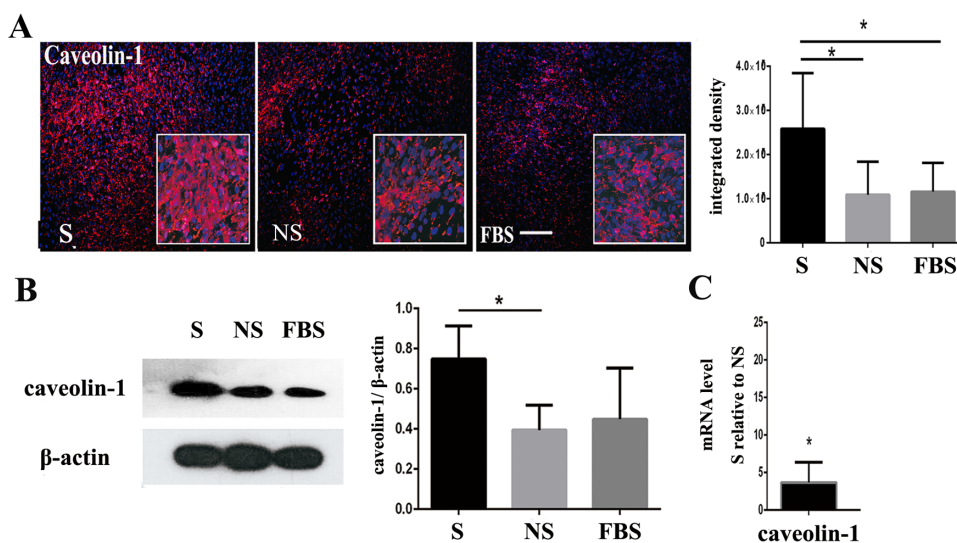 A
Caveolin-1
S
NS
FBS
*
*
integrated density
4.0×10
3.0×10
2.0×10
1.0×10
0
S NS FBS
B
S NS FBS
caveolin-1
β-actin
*
caveolin-1/ β-actin
1.0
0.8
0.6
0.4
0.2
0.0
S NS FBS
C
mRNA level
S relative to NS
25
20
15
10
5
0
*
caveolin-1